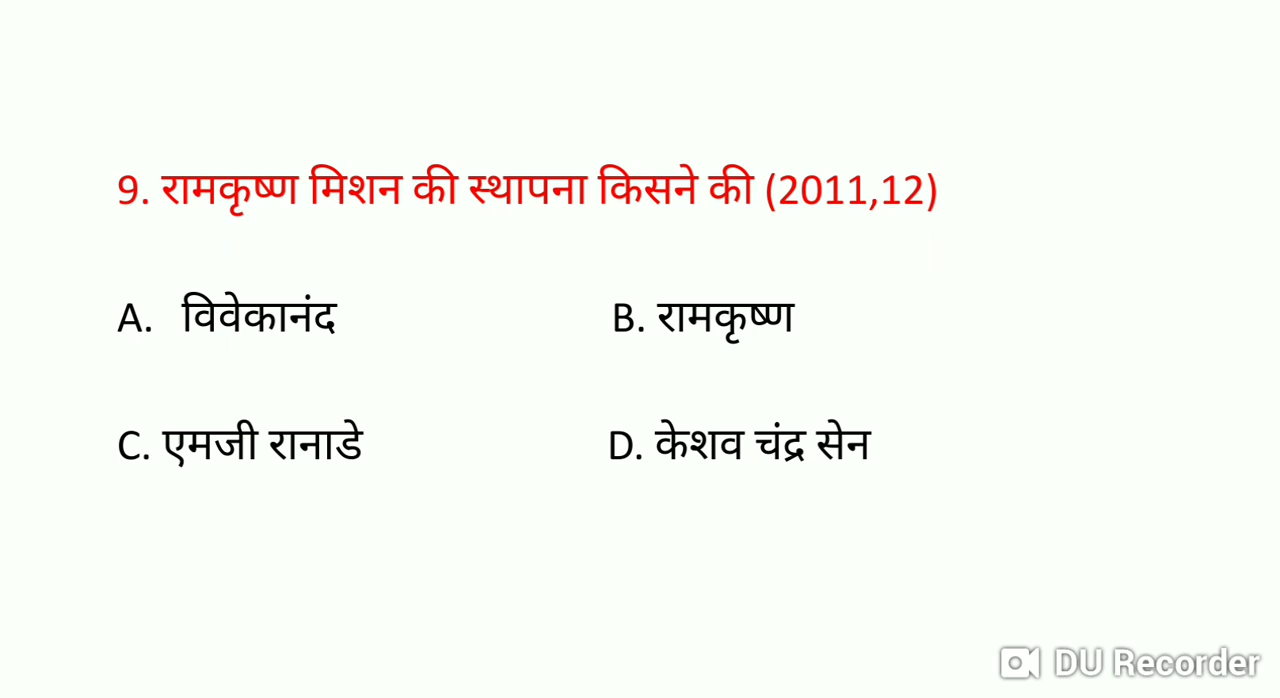 9. रामकृष्ण मिशन की स्थापना किसने की (2011,12)
A. विवेकानंद B. रामकृष्ण
C. एमजी रानाडे D. केशव चंद्र सेन
DU Recorder